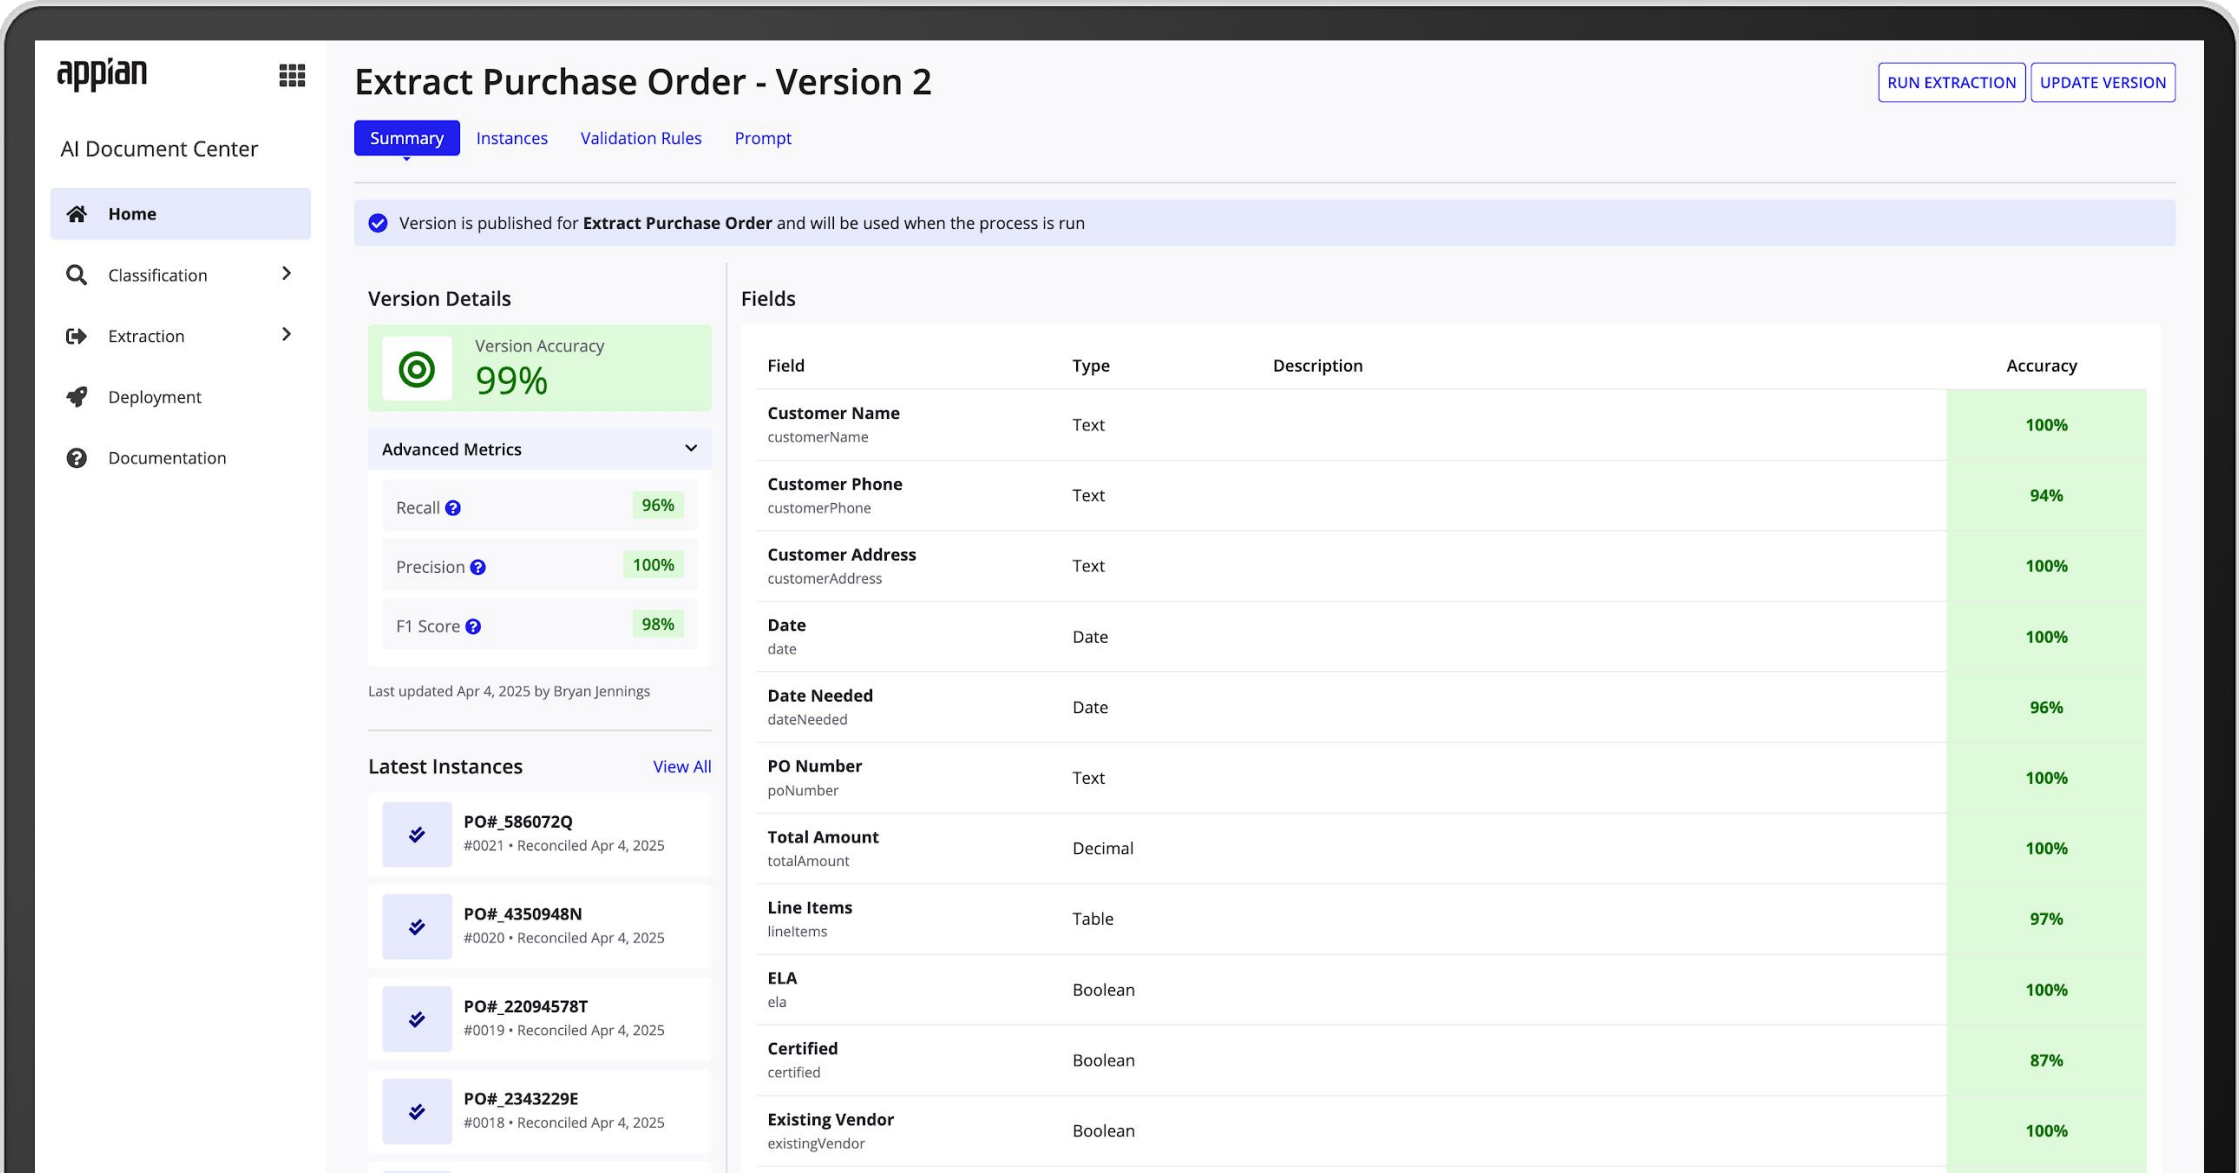 appian
AI Document Center
Home
Classification
Extraction
Deployment
Documentation
Extract Purchase Order - Version 2
RUN EXTRACTION
UPDATE VERSION
Summary
Instances
Validation Rules
Prompt
Version is published for Extract Purchase Order and will be used when the process is run
Version Details
Version Accuracy
99%
Advanced Metrics
Recall ?
96%
Precision ?
100%
F1 Score ?
98%
Last updated Apr 4, 2025 by Bryan Jennings
Latest Instances
View All
PO#_586072Q
#0021 • Reconciled Apr 4, 2025
PO#_4350948N
#0020 • Reconciled Apr 4, 2025
PO#_22094578T
#0019 • Reconciled Apr 4, 2025
PO#_2343229E
#0018 • Reconciled Apr 4, 2025
Fields
Field Type Description Accuracy
Customer Name
customerName
Text
100%
Customer Phone
customerPhone
Text
94%
Customer Address
customerAddress
Text
100%
Date
date
Date
100%
Date Needed
dateNeeded
Date
96%
PO Number
poNumber
Text
100%
Total Amount
totalAmount
Decimal
100%
Line Items
lineItems
Table
97%
ELA
ela
Boolean
100%
Certified
certified
Boolean
87%
Existing Vendor
existingVendor
Boolean
100%